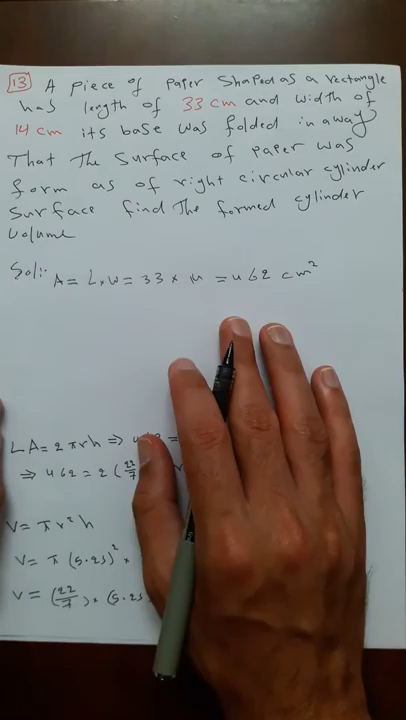 13 A piece of paper shaped as a rectangle
has length of 33 cm and width of
14 cm its base was folded in away
That The surface of paper was
form as of right circular cylinder
surface find The formed cylinder
volume
Sol:- A = L × W = 33 × 14 = 462 cm²
LA = 2πrh ⇒ 462 =
⇒ 462 = 2 (22/7)
V = πr²h
V = π (5.25)² ×
V = (22/7) × (5.25